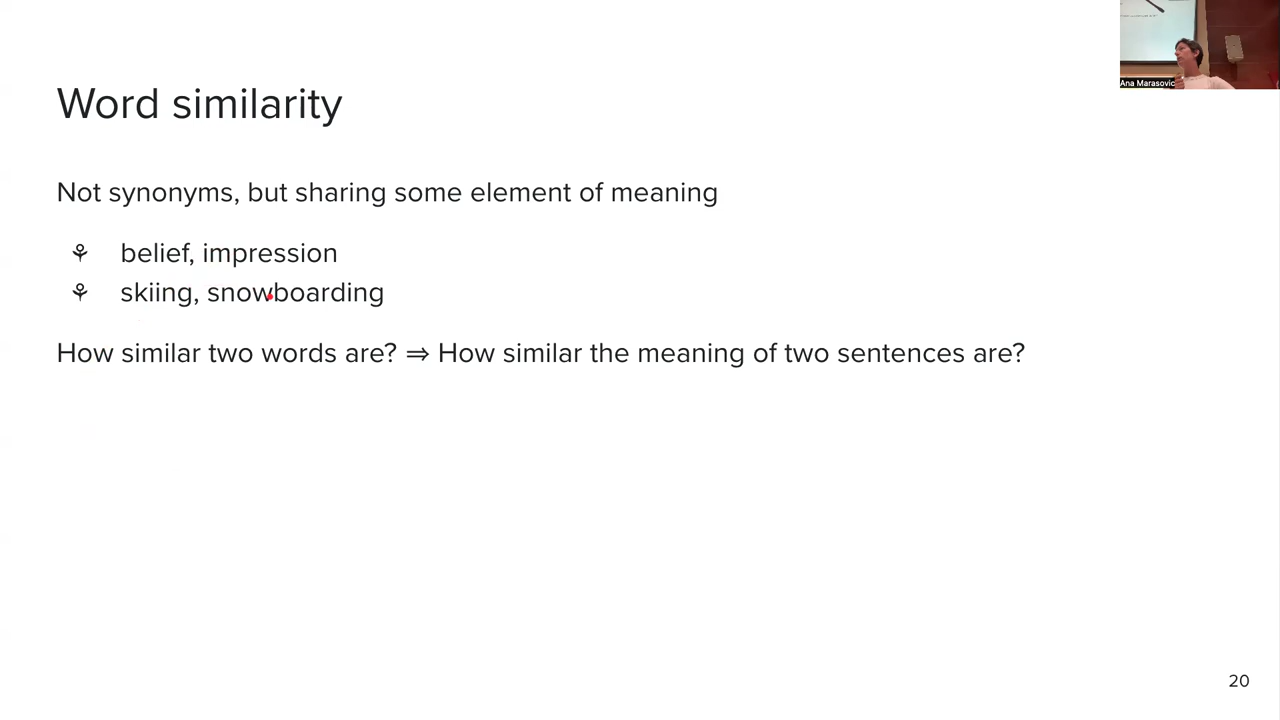 Ana Marasovic
Word similarity
Not synonyms, but sharing some element of meaning
⚘ belief, impression
⚘ skiing, snowboarding
How similar two words are? ⇒ How similar the meaning of two sentences are?
20